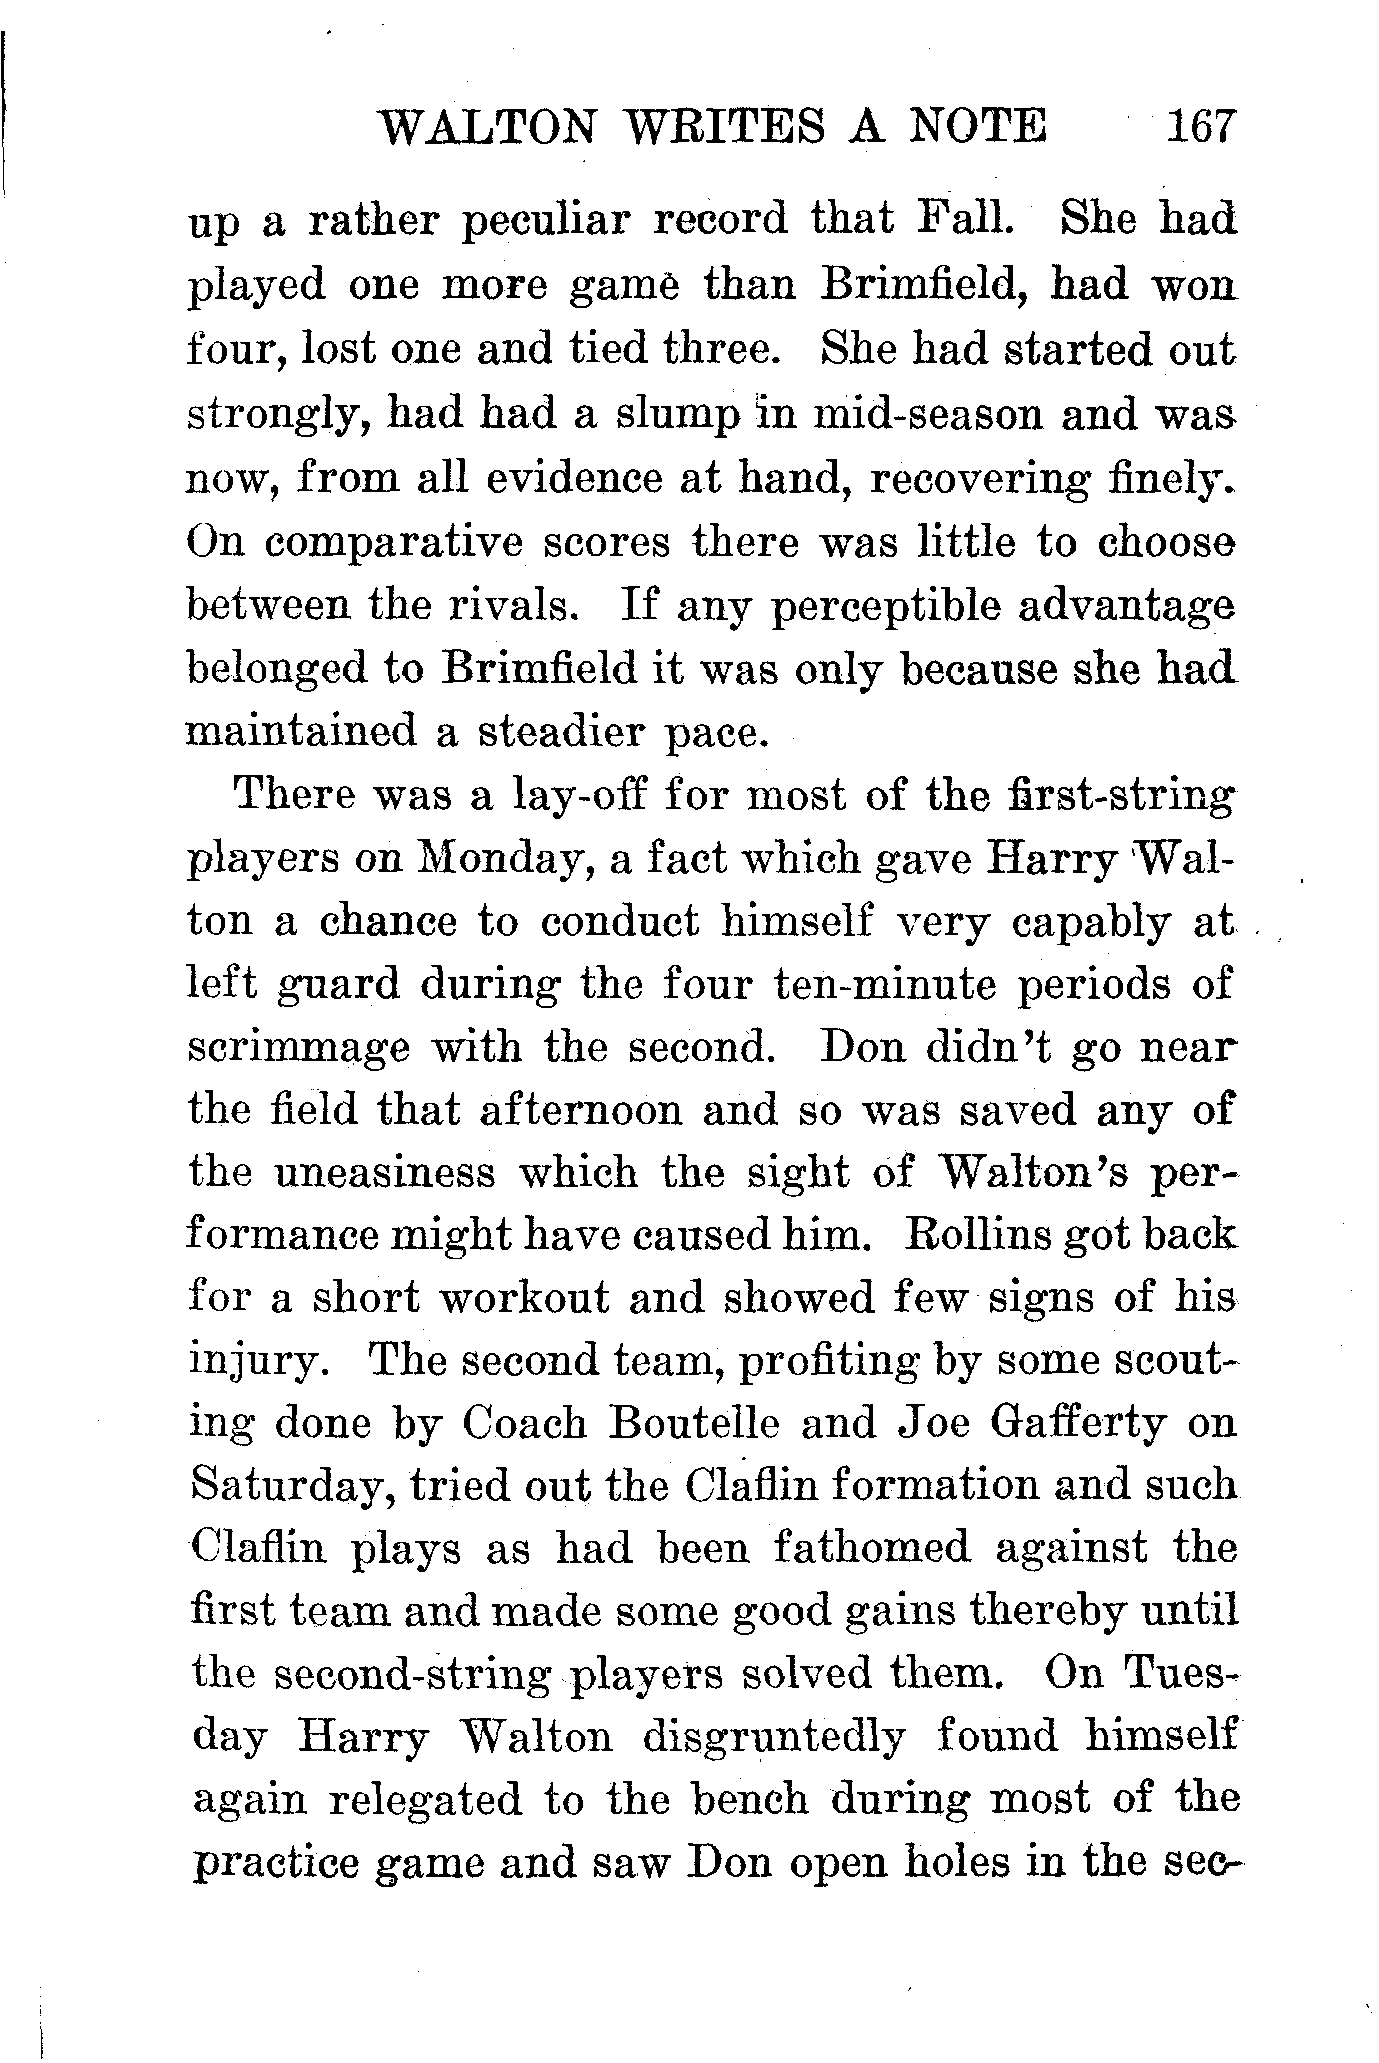 WALTON WRITES A NOTE 167
up a rather peculiar record that Fall. She had
played one more game than Brimfield, had won
four, lost one and tied three. She had started out
strongly, had had a slump in mid-season and was
now, from all evidence at hand, recovering finely.
On comparative scores there was little to choose
between the rivals. If any perceptible advantage
belonged to Brimfield it was only because she had
maintained a steadier pace.
There was a lay-off for most of the first-string
players on Monday, a fact which gave Harry Wal-
ton a chance to conduct himself very capably at
left guard during the four ten-minute periods of
scrimmage with the second. Don didn't go near
the field that afternoon and so was saved any of
the uneasiness which the sight of Walton's per-
formance might have caused him. Rollins got back
for a short workout and showed few signs of his
injury. The second team, profiting by some scout-
ing done by Coach Boutelle and Joe Gafferty on
Saturday, tried out the Claflin formation and such
Claflin plays as had been fathomed against the
first team and made some good gains thereby until
the second-string players solved them. On Tues-
day Harry Walton disgruntedly found himself
again relegated to the bench during most of the
practice game and saw Don open holes in the sec-